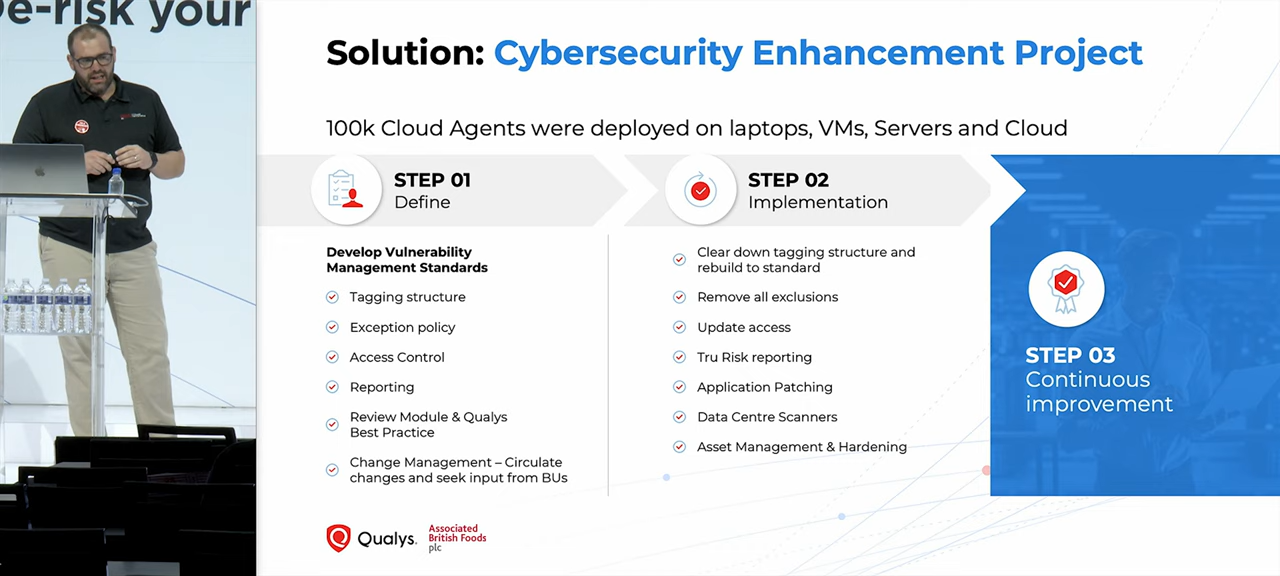 De-risk your
Solution: Cybersecurity Enhancement Project
100k Cloud Agents were deployed on laptops, VMs, Servers and Cloud
STEP 01
Define
Develop Vulnerability
Management Standards
Tagging structure
Exception policy
Access Control
Reporting
Review Module & Qualys
Best Practice
Change Management – Circulate
changes and seek input from BUs
STEP 02
Implementation
Clear down tagging structure and
rebuild to standard
Remove all exclusions
Update access
Tru Risk reporting
Application Patching
Data Centre Scanners
Asset Management & Hardening
STEP 03
Continuous
improvement
Qualys.
Associated
British Foods
plc